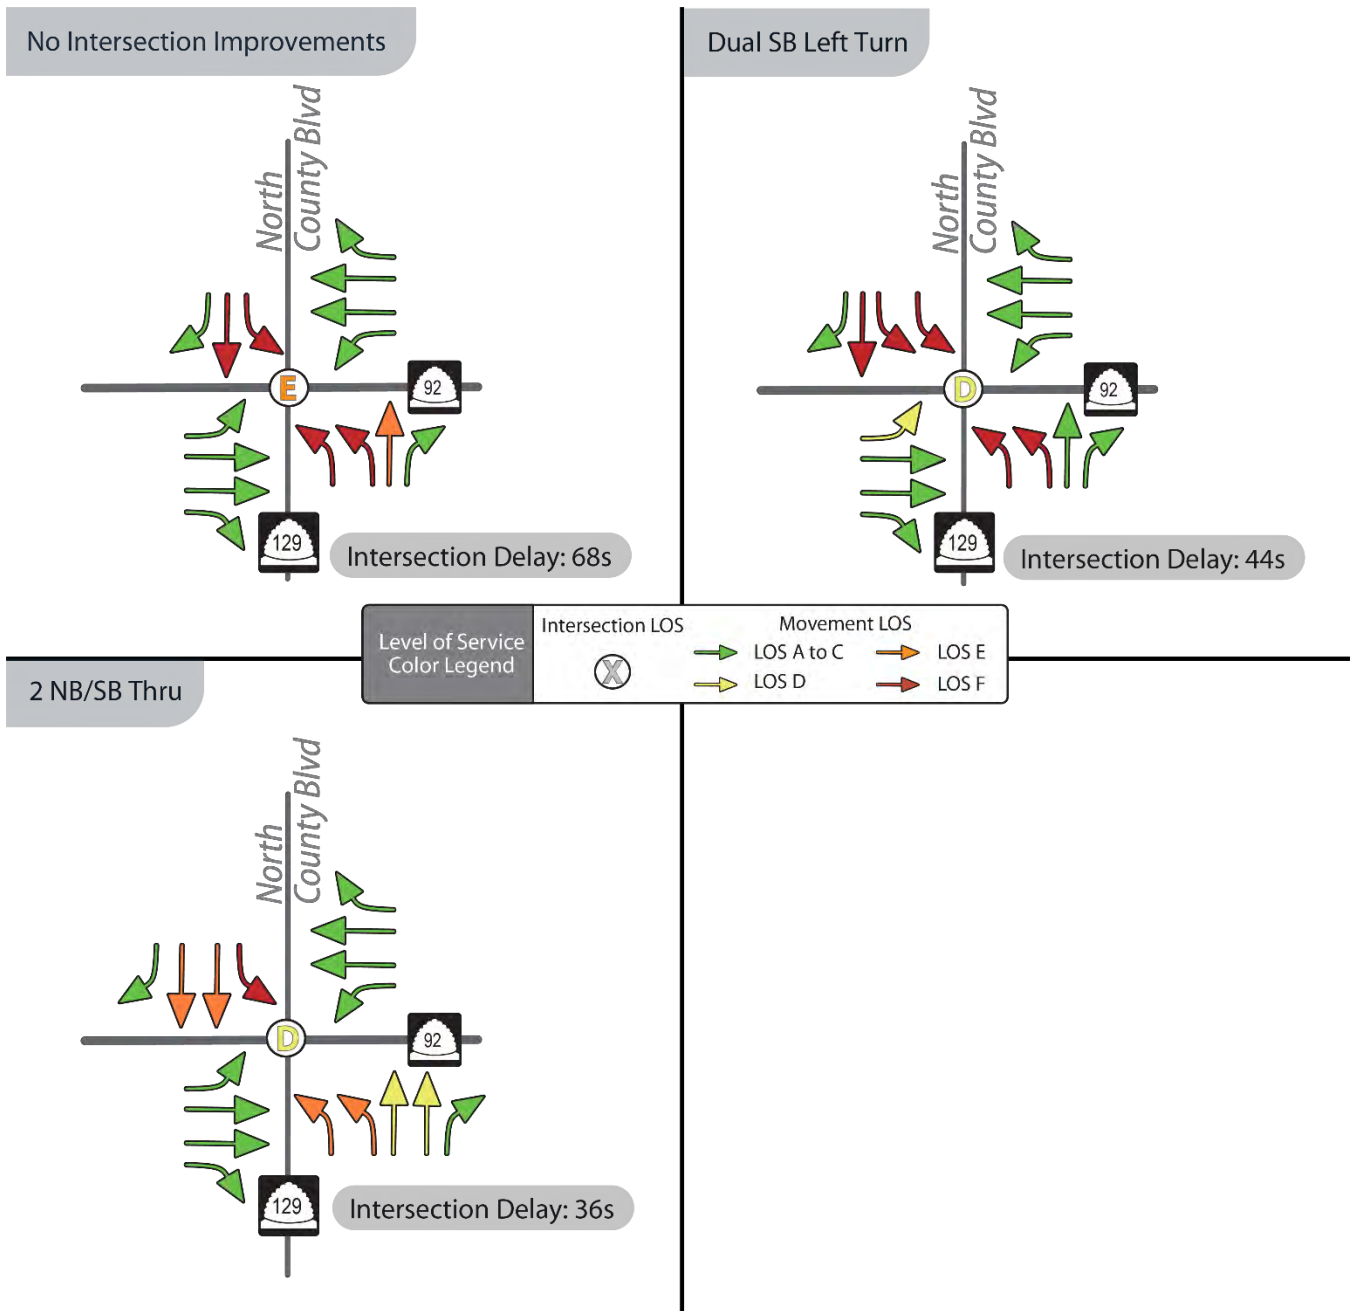 No Intersection Improvements
North
County Blvd
E
92
129
Intersection Delay: 68s
Dual SB Left Turn
North
County Blvd
D
92
129
Intersection Delay: 44s
Level of Service
Color Legend
Intersection LOS
X
Movement LOS
LOS A to C
LOS E
LOS D
LOS F
2 NB/SB Thru
North
County Blvd
D
92
129
Intersection Delay: 36s